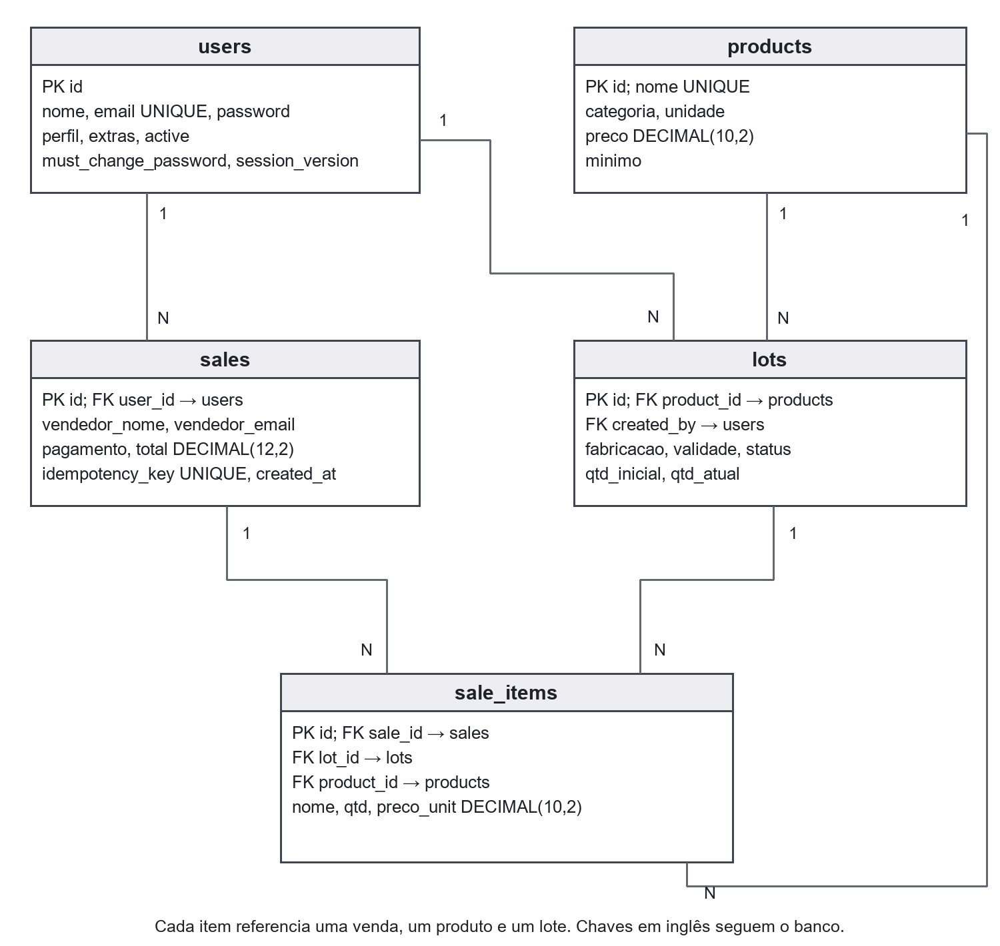 users
PK id
nome, email UNIQUE, password
perfil, extras, active
must_change_password, session_version
products
PK id; nome UNIQUE
categoria, unidade
preco DECIMAL(10,2)
minimo
1
1
1
1
N
N
N
sales
PK id; FK user_id → users
vendedor_nome, vendedor_email
pagamento, total DECIMAL(12,2)
idempotency_key UNIQUE, created_at
lots
PK id; FK product_id → products
FK created_by → users
fabricacao, validade, status
qtd_inicial, qtd_atual
1
1
N
N
sale_items
PK id; FK sale_id → sales
FK lot_id → lots
FK product_id → products
nome, qtd, preco_unit DECIMAL(10,2)
N
Cada item referencia uma venda, um produto e um lote. Chaves em inglês seguem o banco.